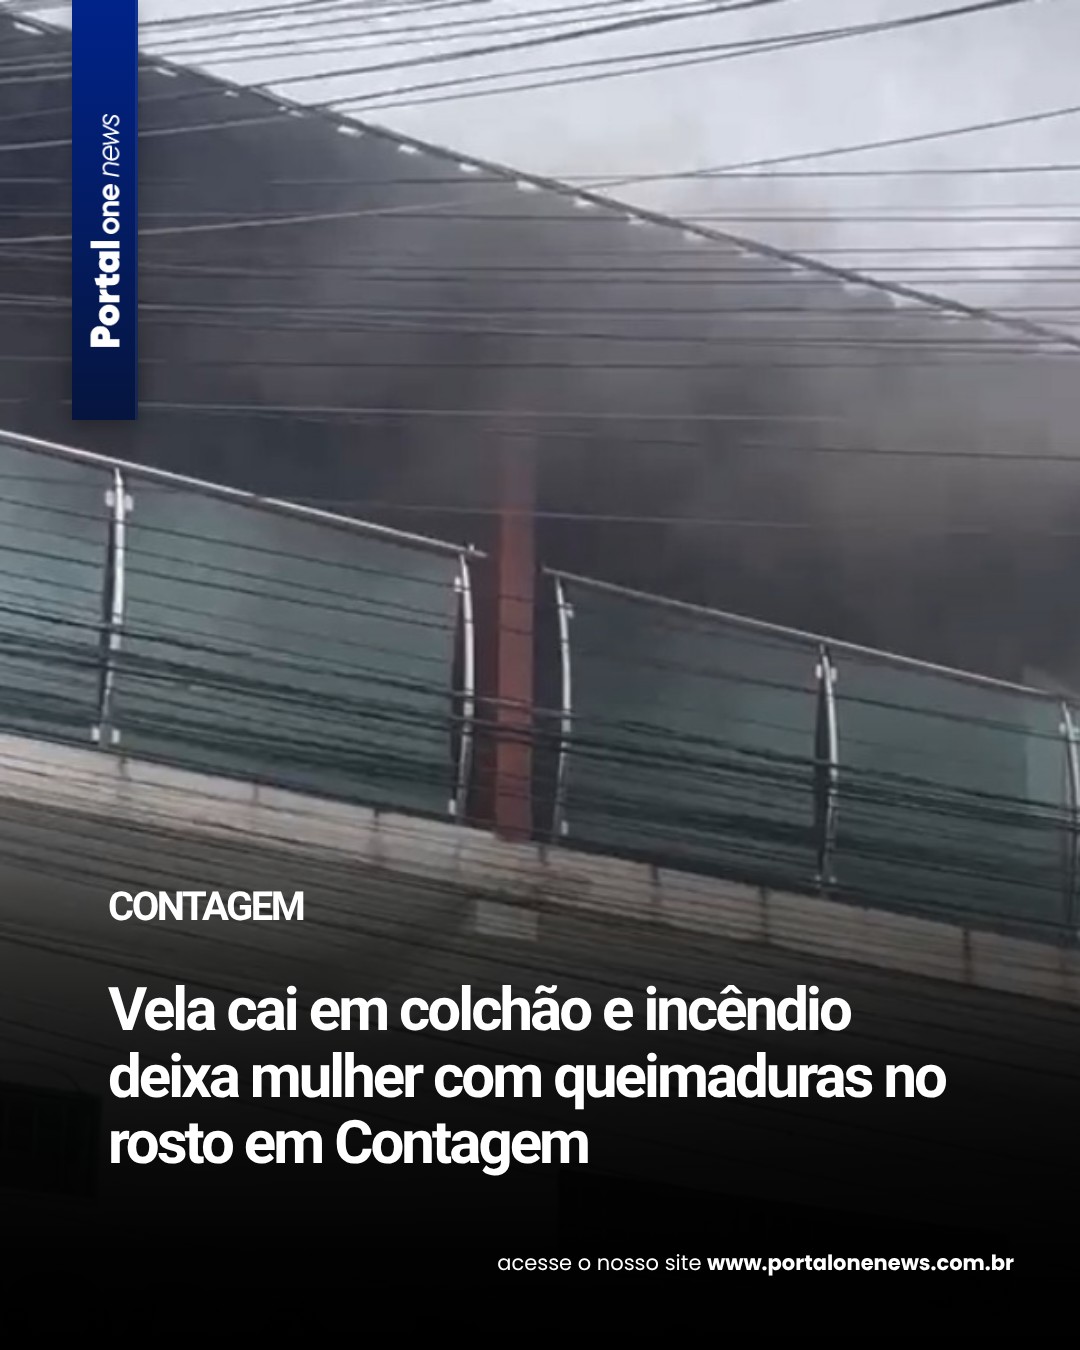 Portal one news
CONTAGEM
Vela cai em colchão e incêndio
deixa mulher com queimaduras no
rosto em Contagem
acesse o nosso site www.portalonenews.com.br